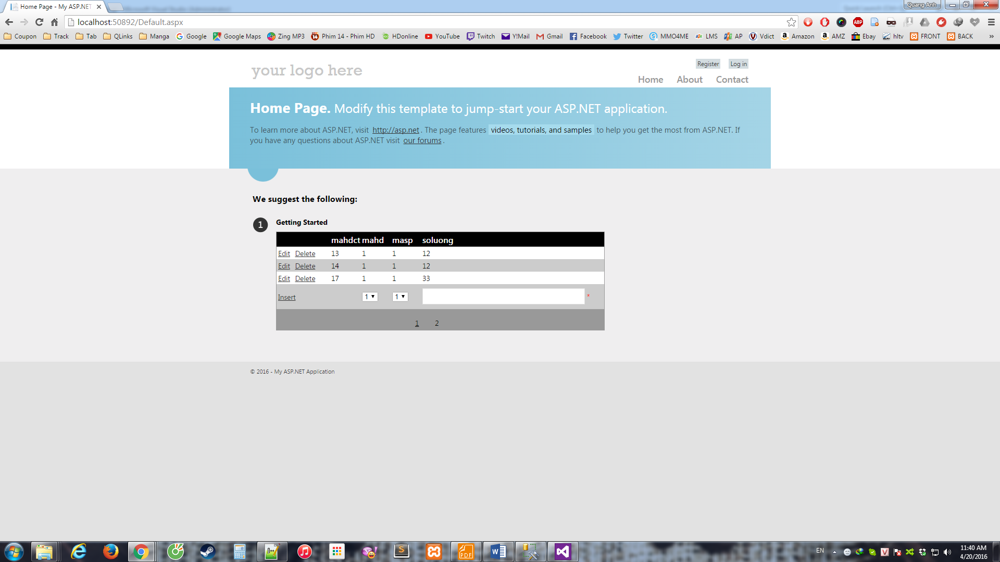 Home Page - My ASP.NET
Quang Anh
localhost:50892/Default.aspx
ABP
Coupon Track Tab QLinks Manga Google Google Maps Zing MP3 Phim 14 - Phim HD HDonline YouTube Twitch Y!Mail Gmail Facebook Twitter MMO4ME LMS AP Vdict Amazon AMZ Ebay hltv FRONT BACK »
your logo here
Register Log in
Home About Contact
Home Page. Modify this template to jump-start your ASP.NET application.
To learn more about ASP.NET, visit http://asp.net. The page features videos, tutorials, and samples to help you get the most from ASP.NET. If
you have any questions about ASP.NET visit our forums.
We suggest the following:
1 Getting Started
mahdct mahd masp soluong
Edit Delete 13 1 1 12
Edit Delete 14 1 1 12
Edit Delete 17 1 1 33
Insert 1 1 *
1 2
© 2016 - My ASP.NET Application
PDF
EN
11:40 AM
4/20/2016